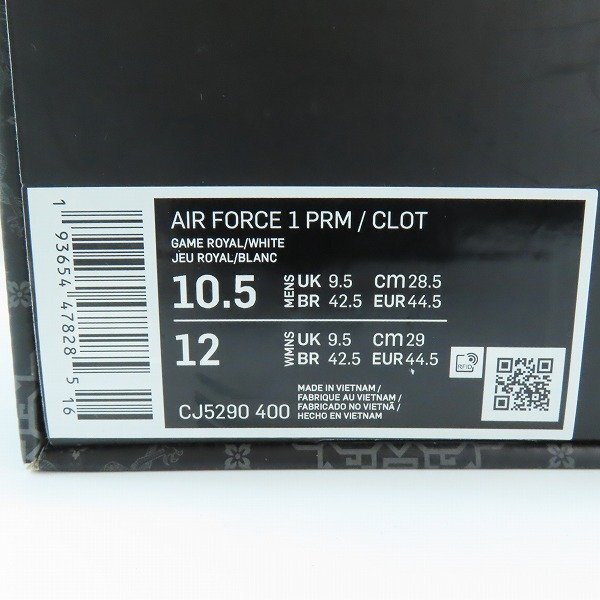 AIR FORCE 1 PRM / CLOT
GAME ROYAL/WHITE
JEU ROYAL/BLANC
10.5 MENS UK 9.5 CM 28.5
BR 42.5 EUR 44.5
12 WMNS UK 9.5 CM 29
BR 42.5 EUR 44.5
CJ5290 400
MADE IN VIETNAM /
FABRIQUE AU VIETNAM /
FABRICADO NO VIETNÃ /
HECHO EN VIETNAM
RFID
1 93654 47828 5 16